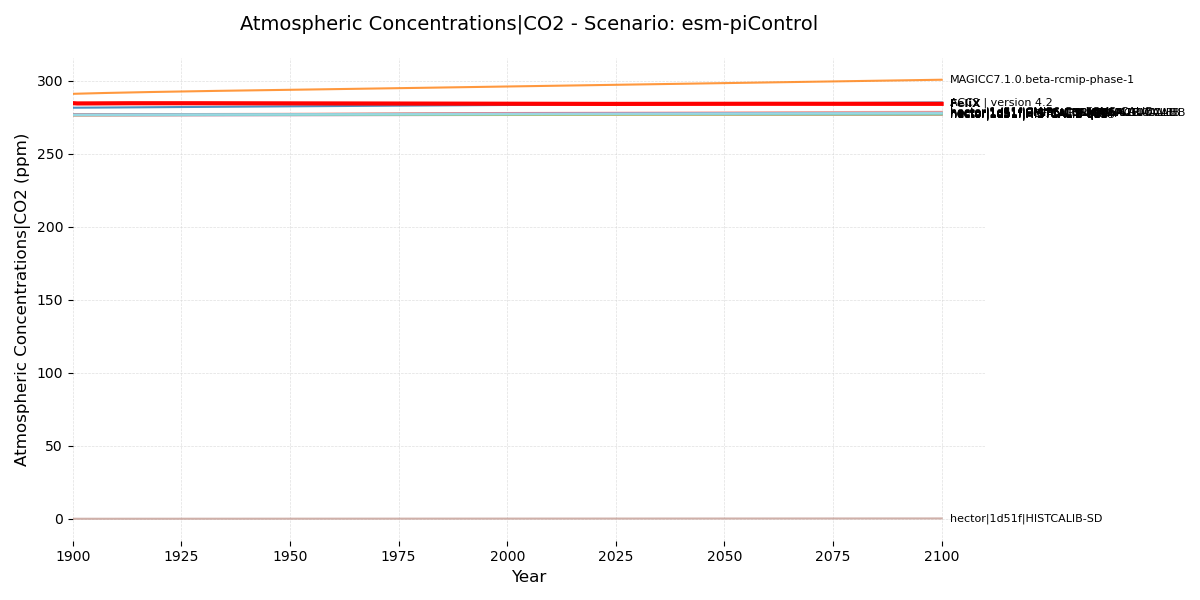 Atmospheric Concentrations|CO2 - Scenario: esm-piControl
Atmospheric Concentrations|CO2 (ppm)
300
250
200
150
100
50
0
MAGICC7.1.0.beta-rcmip-phase-1
| version 4.2
hector|1d51f|HISTCALIB-SD
1900
1925
1950
1975
2000
2025
2050
2075
2100
Year